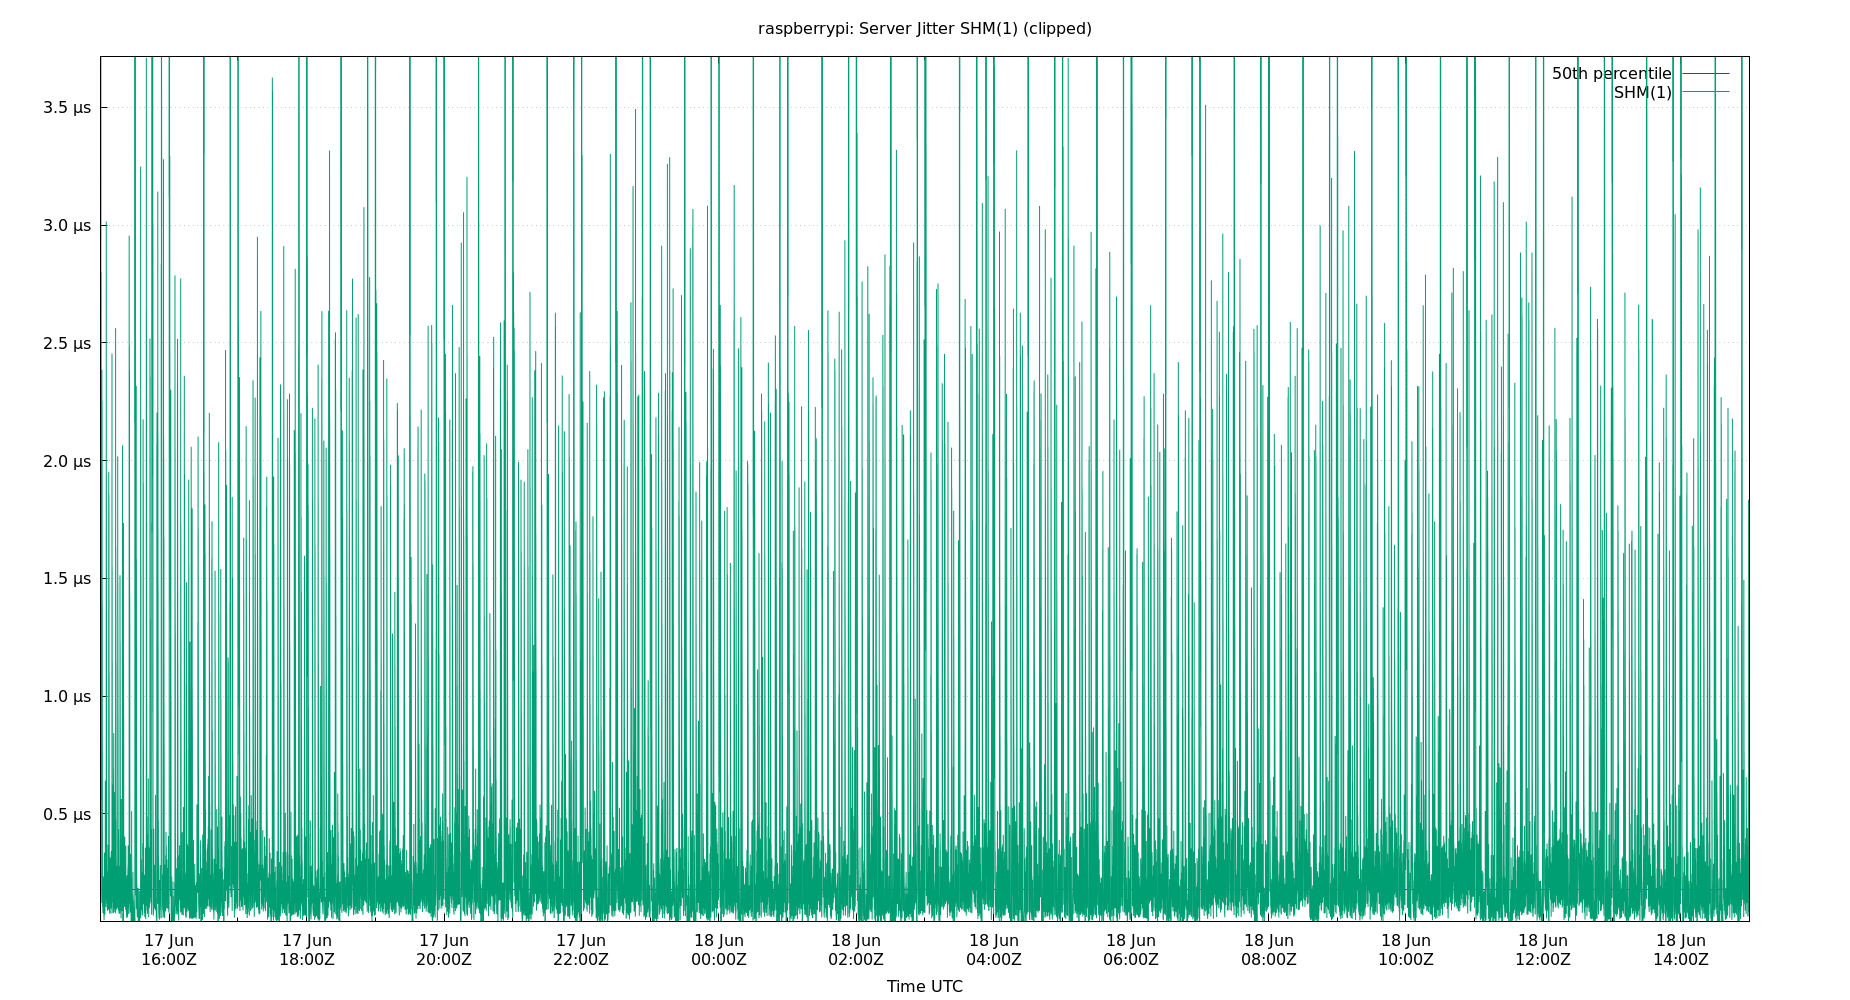 raspberrypi: Server Jitter SHM(1) (clipped)
50th percentile
SHM(1)
3.5 μs
3.0 μs
2.5 μs
2.0 μs
1.5 μs
1.0 μs
0.5 μs
17 Jun 17 Jun 17 Jun 17 Jun 18 Jun 18 Jun 18 Jun 18 Jun 18 Jun 18 Jun 18 Jun 18 Jun
16:00Z 18:00Z 20:00Z 22:00Z 00:00Z 02:00Z 04:00Z 06:00Z 08:00Z 10:00Z 12:00Z 14:00Z
Time UTC